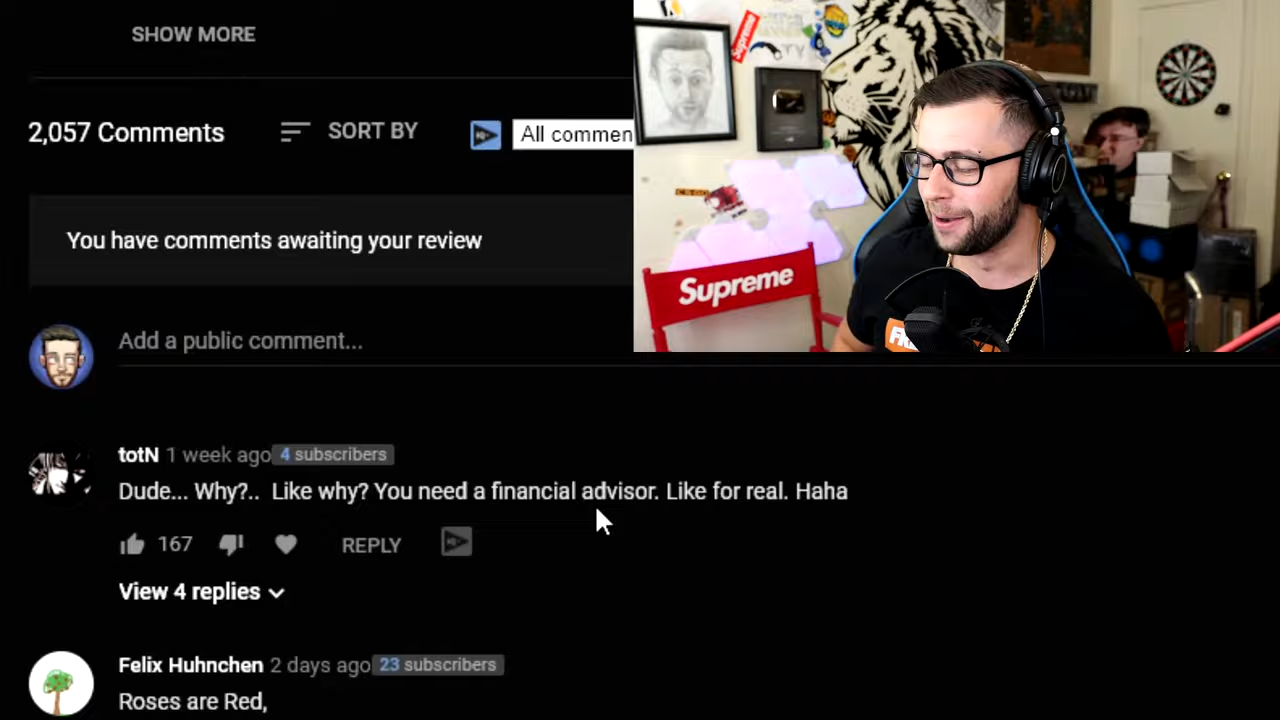 SHOW MORE
2,057 Comments
SORT BY
All commen
You have comments awaiting your review
Add a public comment...
totN 1 week ago 4 subscribers
Dude... Why?.. Like why? You need a financial advisor. Like for real. Haha
167
REPLY
View 4 replies
Felix Huhnchen 2 days ago 23 subscribers
Roses are Red,
Supreme
Supreme